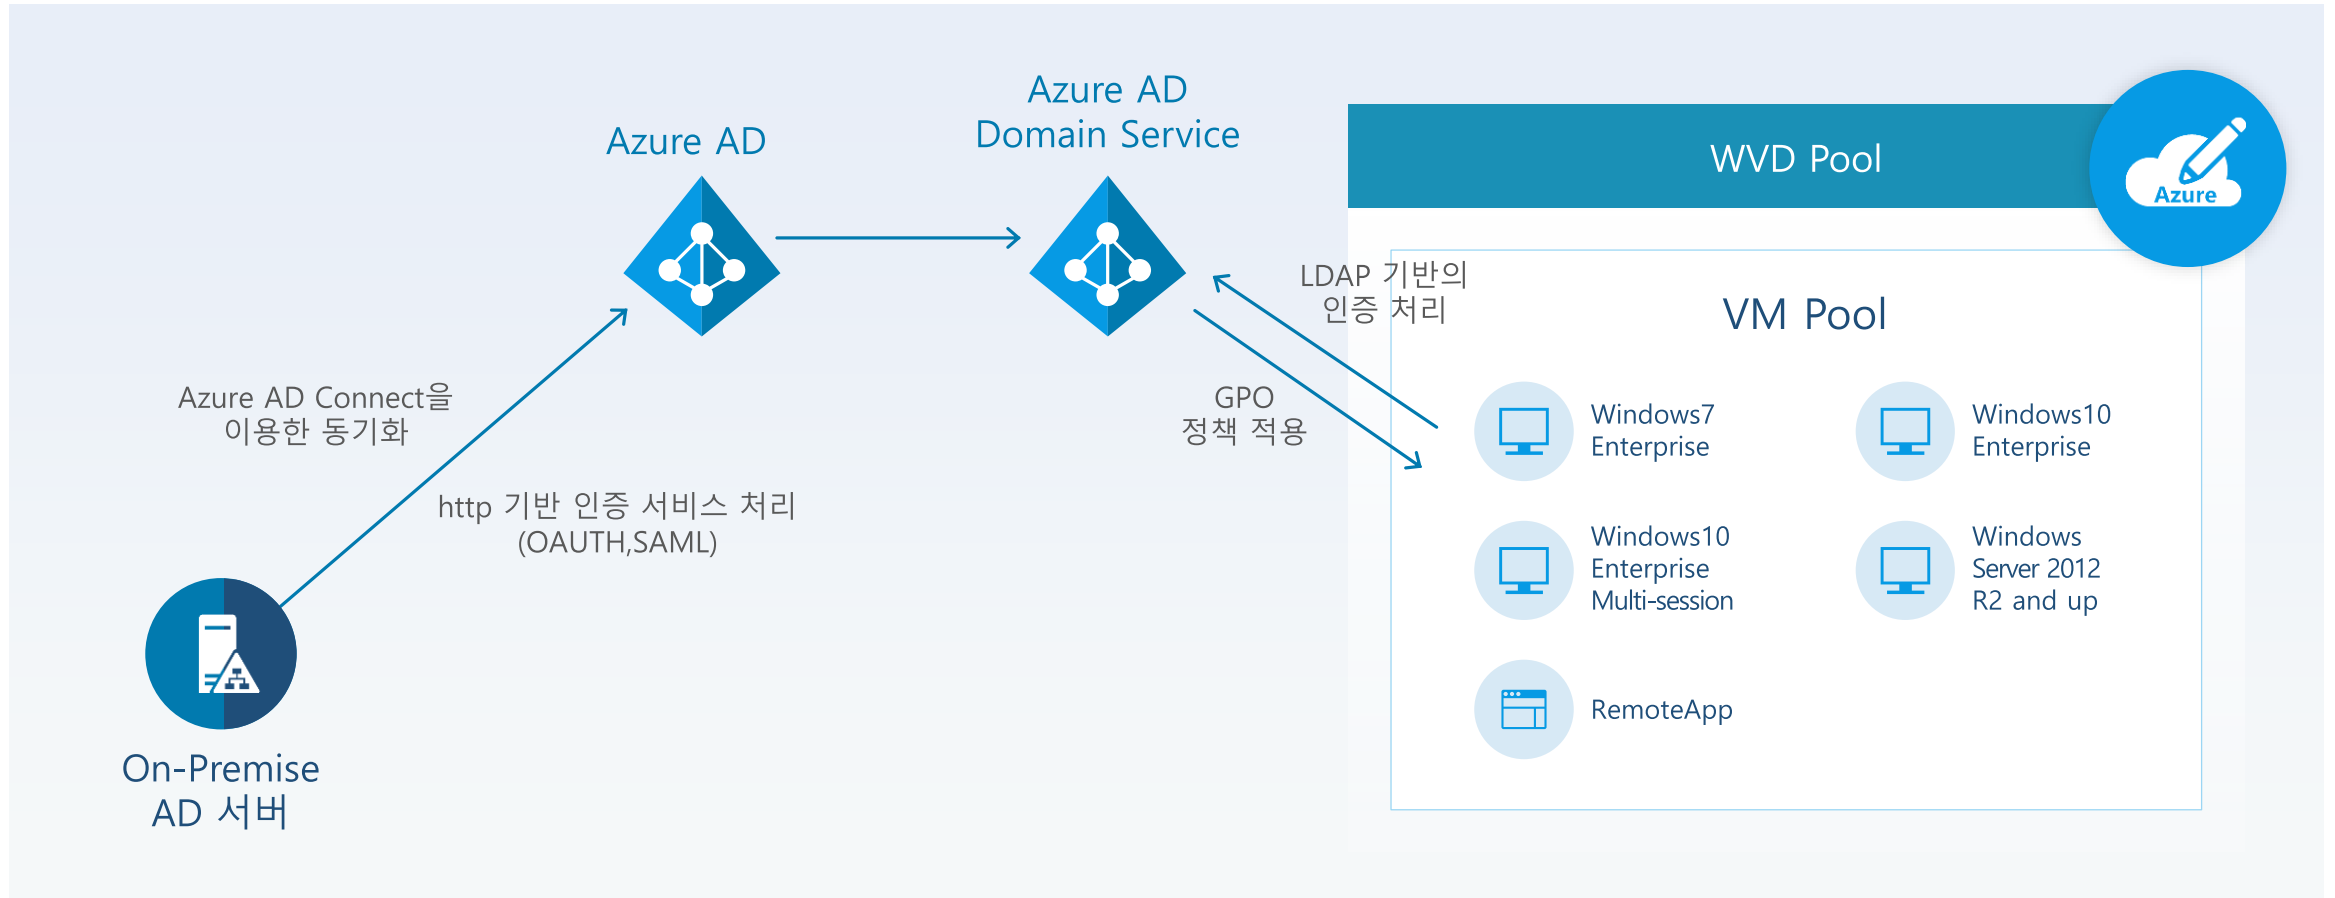 Azure AD
Azure AD
Domain Service
WVD Pool
Azure
LDAP 기반의
인증 처리
VM Pool
Azure AD Connect을
이용한 동기화
GPO
정책 적용
http 기반 인증 서비스 처리
(OAUTH,SAML)
Windows7
Enterprise
Windows10
Enterprise
Windows10
Enterprise
Multi-session
Windows
Server 2012
R2 and up
RemoteApp
On-Premise
AD 서버